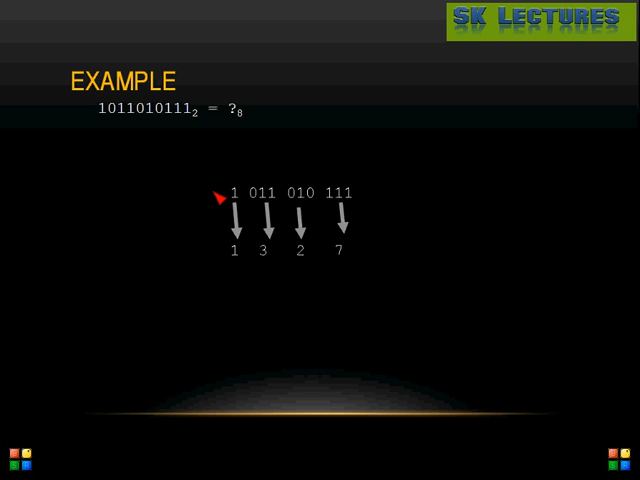 SK LECTURES
EXAMPLE
1011010111₂ = ?₈
1 011 010 111
1 3 2 7